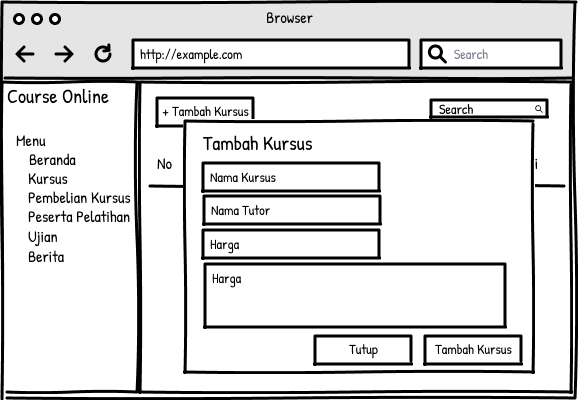 Browser
http://example.com
Search
Course Online
Menu
Beranda
Kursus
Pembelian Kursus
Peserta Pelatihan
Ujian
Berita
+ Tambah Kursus
Search
No
i
Tambah Kursus
Nama Kursus
Nama Tutor
Harga
Harga
Tutup
Tambah Kursus